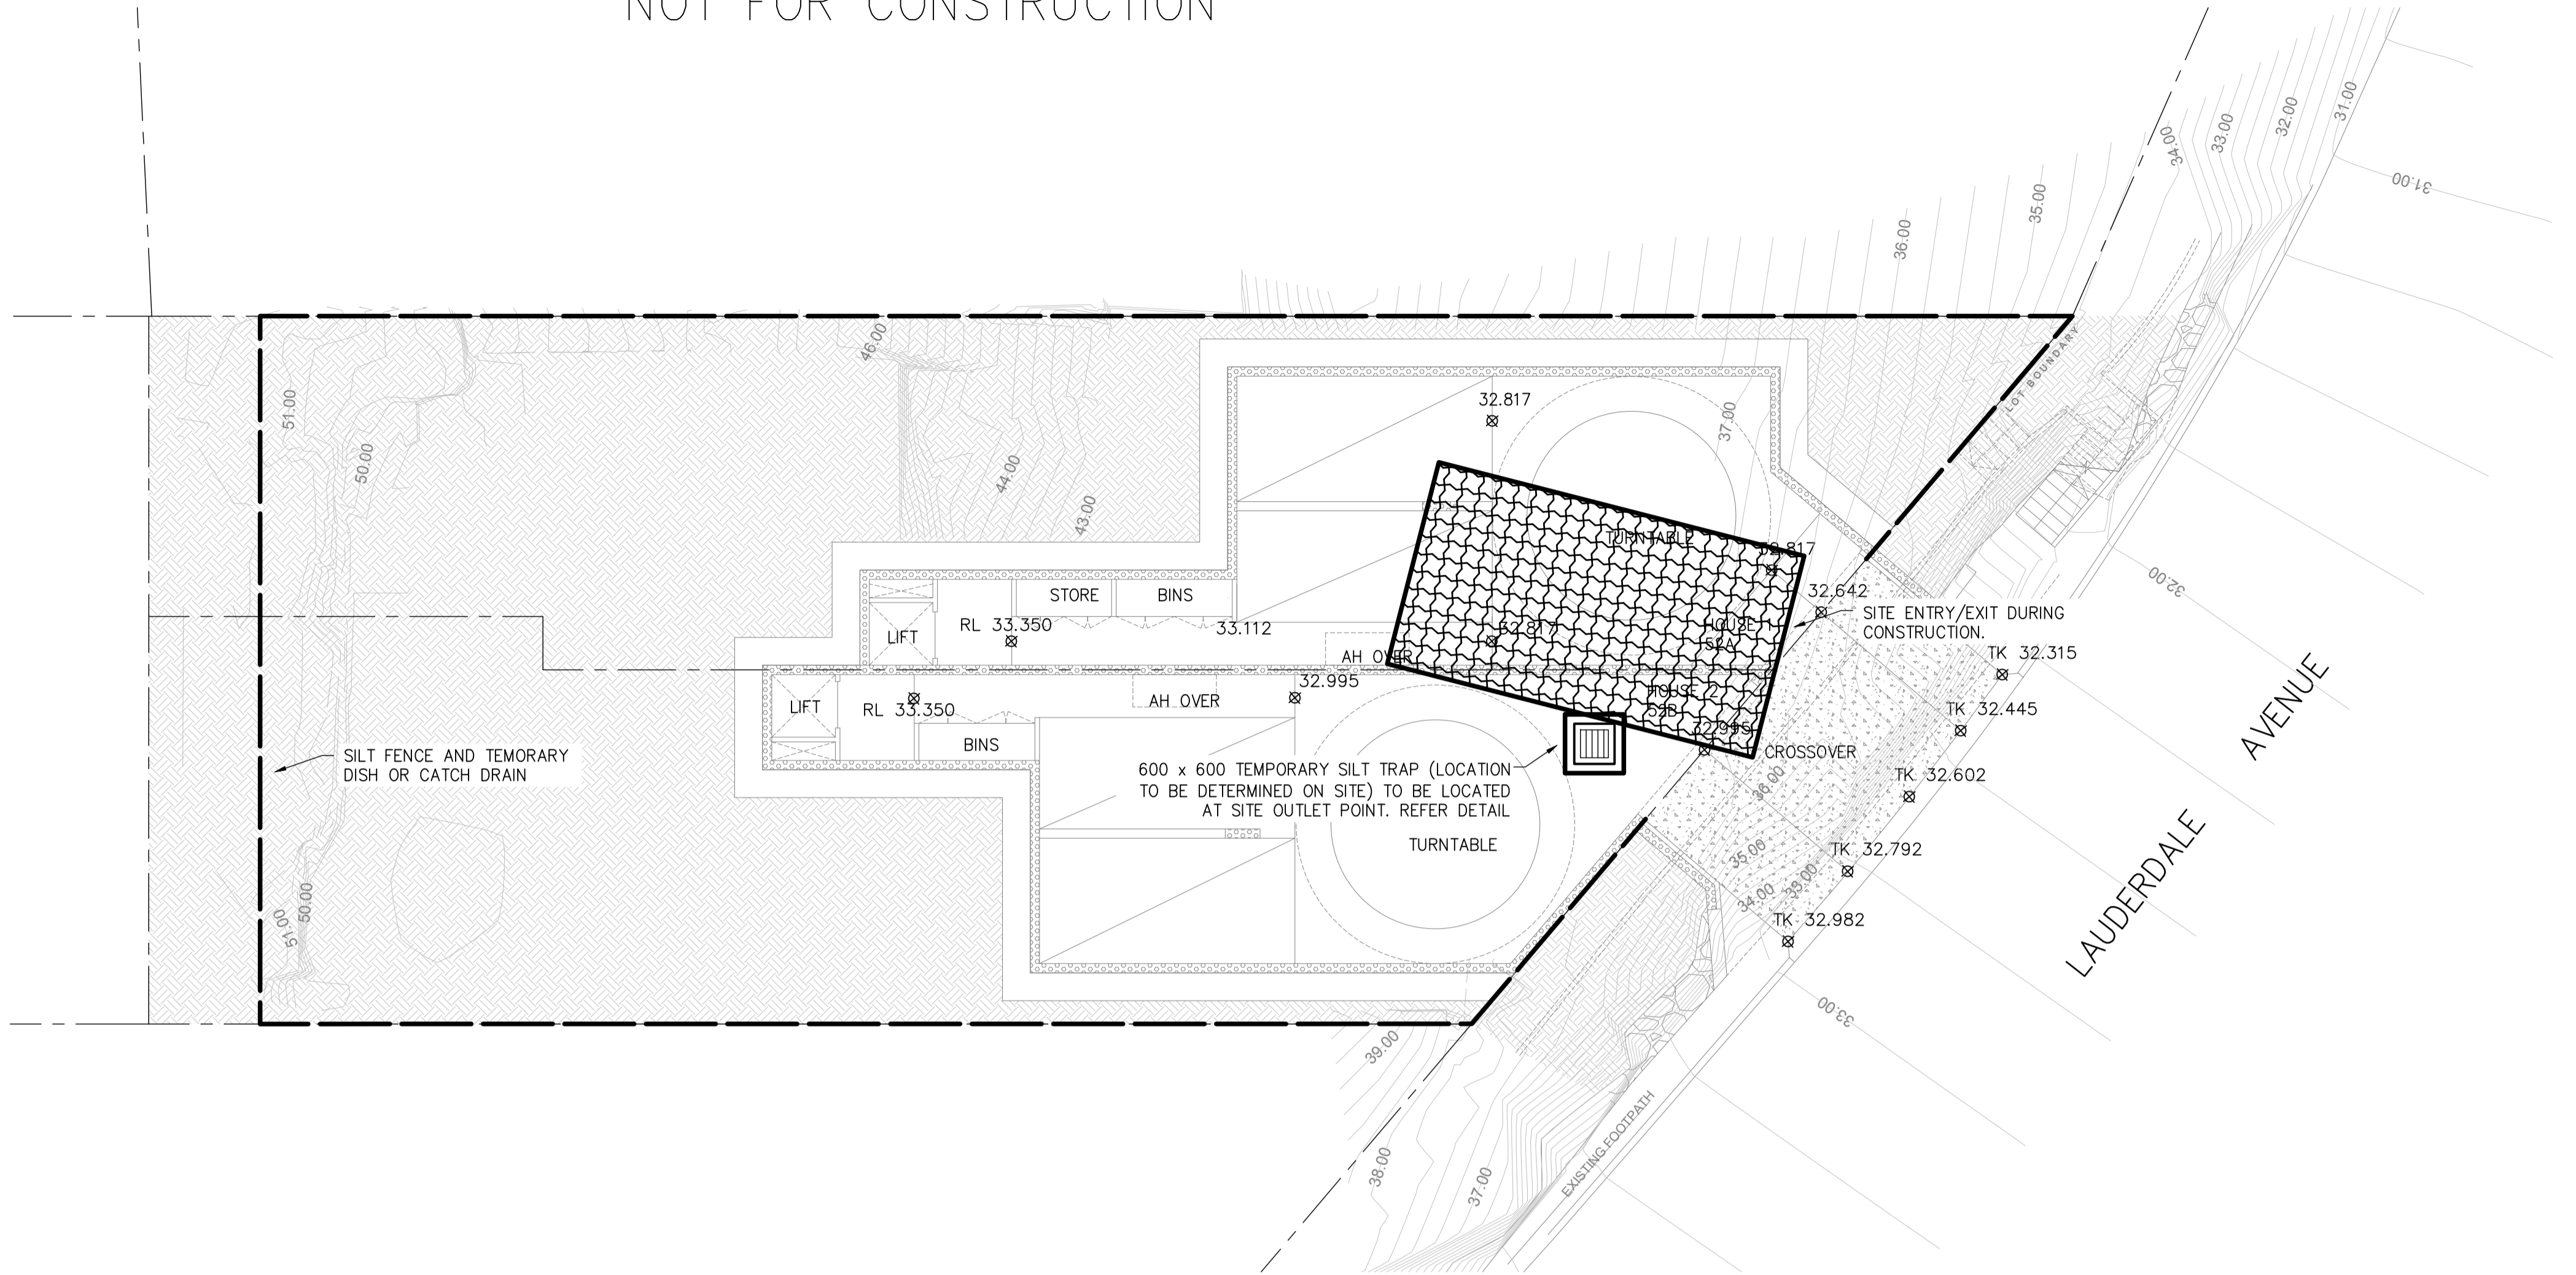 NOT FOR CONSTRUCTION
31.00
32.00
33.00
34.00
31.00
35.00
36.00
46.00
LOT BOUNDARY
51.00
50.00
44.00
43.00
37.00
32.817
TURNTABLE
32.817
32.00
STORE
BINS
32.642
SITE ENTRY/EXIT DURING
CONSTRUCTION.
LIFT
RL 33.350
33.112
32.817
HOUSE 1
52A
AH OVER
TK 32.315
32.995
HOUSE 2
52B
AH OVER
LIFT
RL 33.350
TK 32.445
AVENUE
BINS
32.995
CROSSOVER
SILT FENCE AND TEMORARY
DISH OR CATCH DRAIN
600 x 600 TEMPORARY SILT TRAP (LOCATION
TO BE DETERMINED ON SITE) TO BE LOCATED
AT SITE OUTLET POINT. REFER DETAIL
36.00
TK 32.602
TURNTABLE
35.00
TK 32.792
LAUDERDALE
34.00
33.00
50.00
51.00
TK 32.982
33.00
39.00
EXISTING FOOTPATH
38.00
37.00